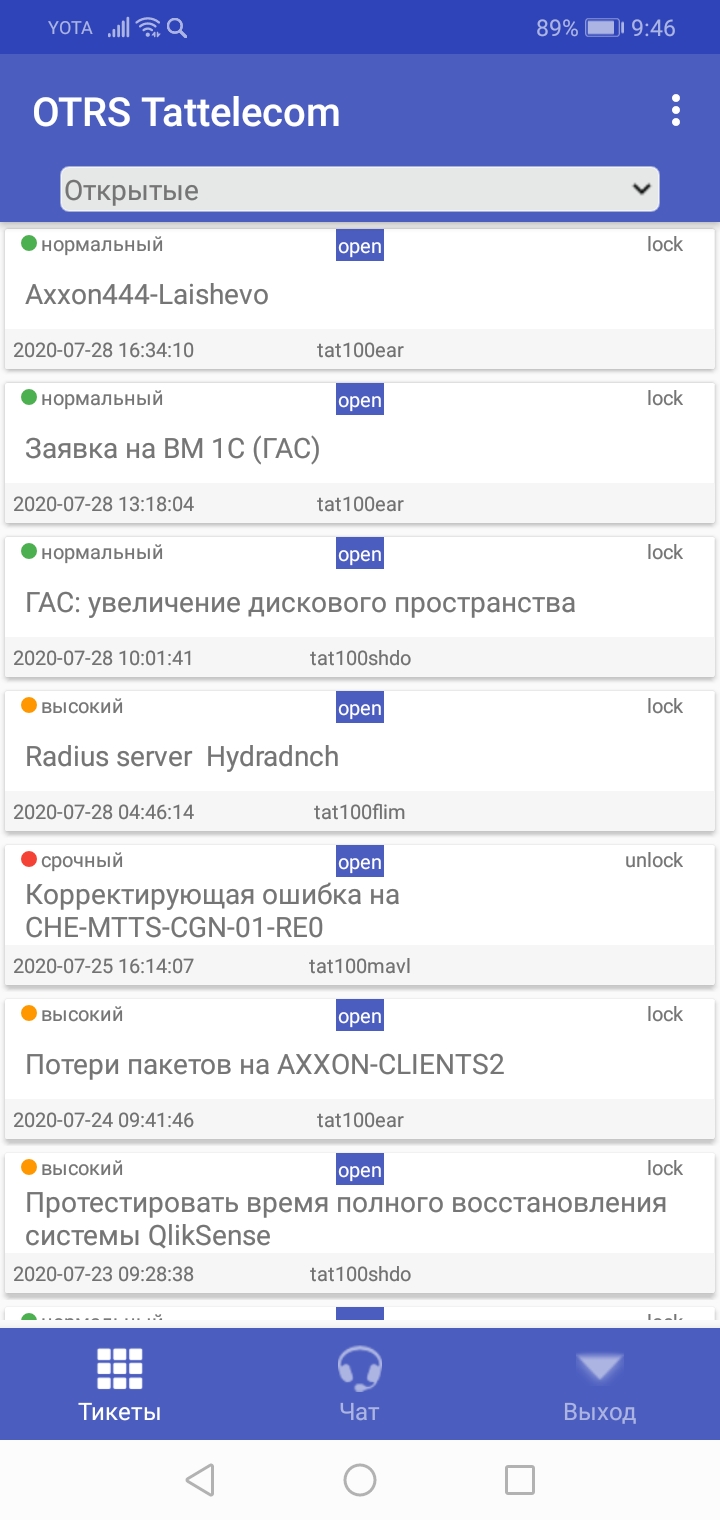 YOTA 89% 9:46
OTRS Tattelecom
Открытые
нормальный open lock
Axxon444-Laishevo
2020-07-28 16:34:10 tat100ear
нормальный open lock
Заявка на ВМ 1С (ГАС)
2020-07-28 13:18:04 tat100ear
нормальный open lock
ГАС: увеличение дискового пространства
2020-07-28 10:01:41 tat100shdo
высокий open lock
Radius server  Hydradnch
2020-07-28 04:46:14 tat100flim
срочный open unlock
Корректирующая ошибка на
CHE-MTTS-CGN-01-RE0
2020-07-25 16:14:07 tat100mavl
высокий open lock
Потери пакетов на AXXON-CLIENTS2
2020-07-24 09:41:46 tat100ear
высокий open lock
Протестировать время полного восстановления
системы QlikSense
2020-07-23 09:28:38 tat100shdo
Тикеты Чат Выход